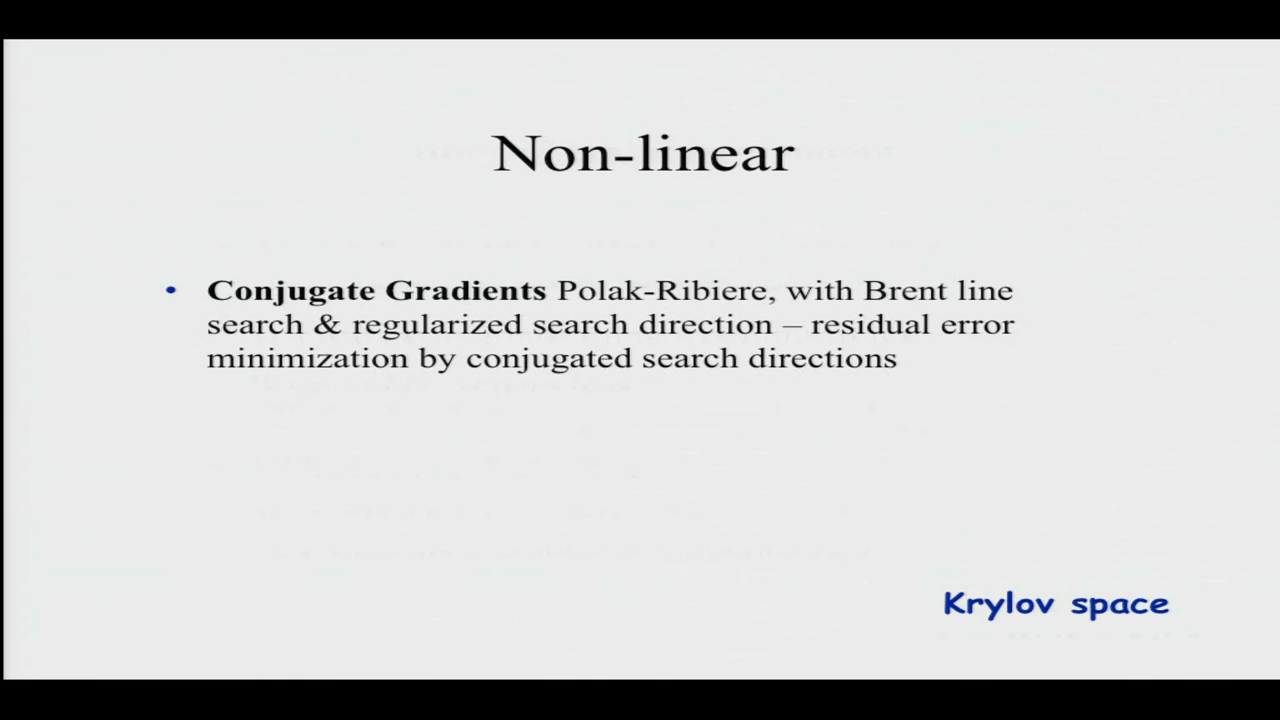 Non-linear
• Conjugate Gradients Polak-Ribiere, with Brent line
search & regularized search direction – residual error
minimization by conjugated search directions
Krylov space